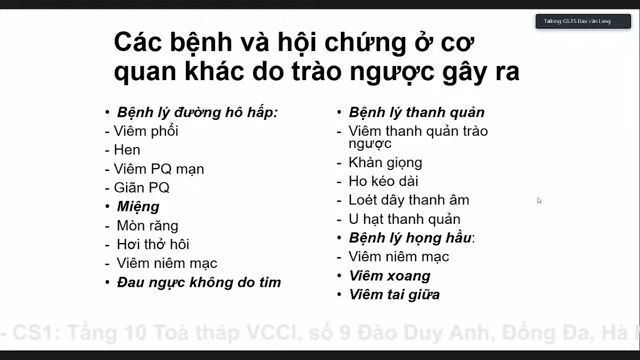 Talking: GS.TS Đào Văn Long
Các bệnh và hội chứng ở cơ
quan khác do trào ngược gây ra
• Bệnh lý đường hô hấp:
- Viêm phổi
- Hen
- Viêm PQ mạn
- Giãn PQ
• Miệng
- Mòn răng
- Hơi thở hôi
- Viêm niêm mạc
• Đau ngực không do tim
• Bệnh lý thanh quản
- Viêm thanh quản trào
ngược
- Khàn giọng
- Ho kéo dài
- Loét dây thanh âm
- U hạt thanh quản
• Bệnh lý họng hầu:
- Viêm niêm mạc
• Viêm xoang
• Viêm tai giữa
- CS1: Tầng 10 Toà tháp VCCI, số 9 Đào Duy Anh, Đống Đa, Hà